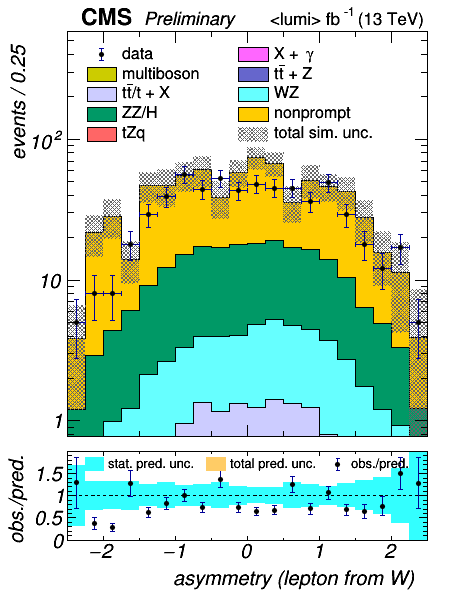 CMS Preliminary <lumi> fb⁻¹ (13 TeV)
events / 0.25
data
X + γ
multiboson
tt̄ + Z
tt̄/t + X
WZ
ZZ/H
nonprompt
tZq
total sim. unc.
10²
10
1
obs./pred.
stat. pred. unc. total pred. unc. obs./pred.
1.5
1
0.5
0
−2 −1 0 1 2
asymmetry (lepton from W)